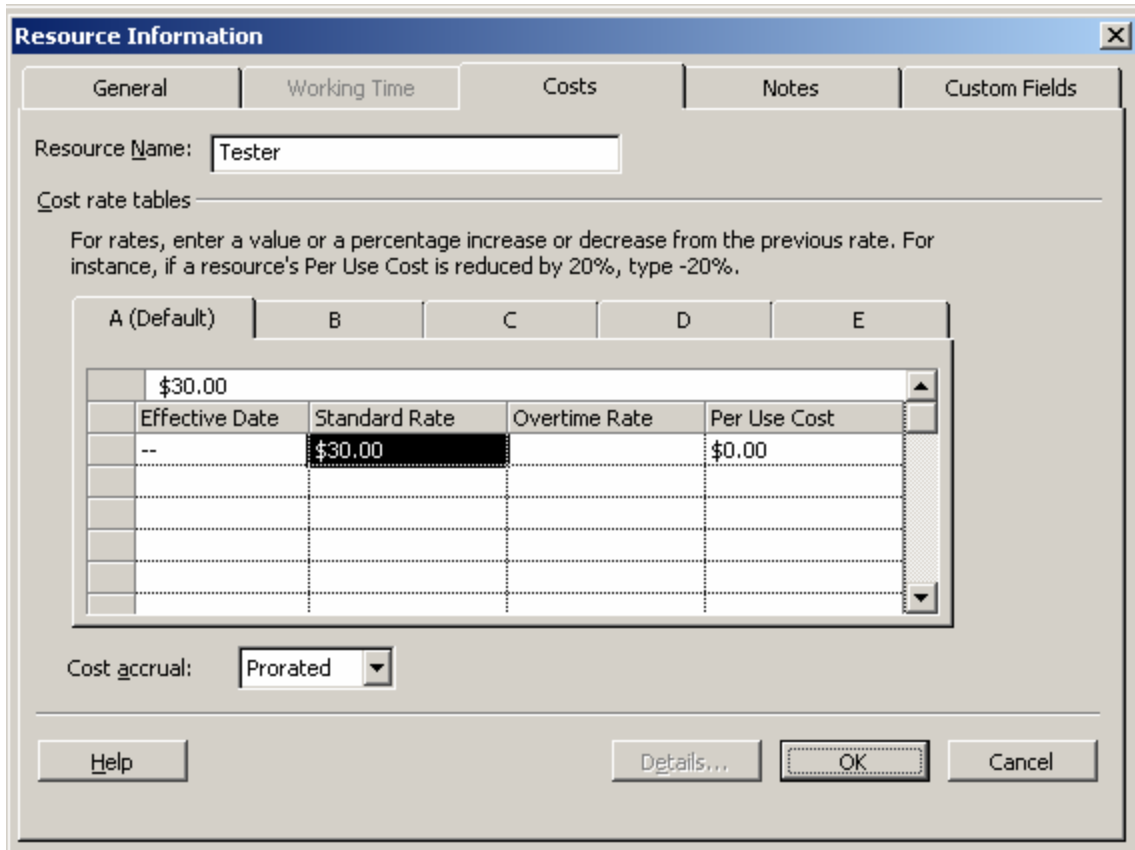 Resource Information
General Working Time Costs Notes Custom Fields
Resource Name: Tester
Cost rate tables
For rates, enter a value or a percentage increase or decrease from the previous rate. For
instance, if a resource's Per Use Cost is reduced by 20%, type -20%.
A (Default) B C D E
$30.00
Effective Date Standard Rate Overtime Rate Per Use Cost
-- $30.00 $0.00
Cost accrual: Prorated
Help Details... OK Cancel